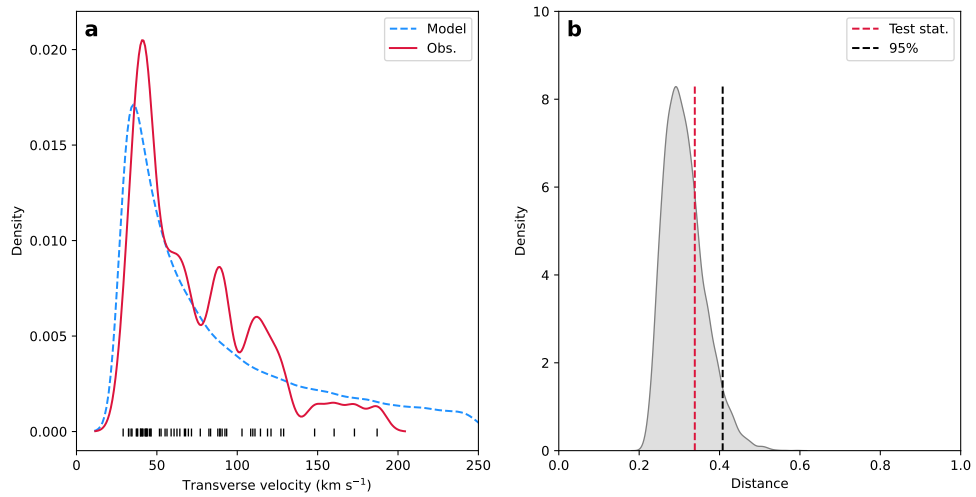 a
Model
Obs.
0.020
0.015
0.010
0.005
0.000
Density
0
50
100
150
200
250
Transverse velocity (km s⁻¹)
b
Test stat.
95%
10
8
6
4
2
0
Density
0.0
0.2
0.4
0.6
0.8
1.0
Distance